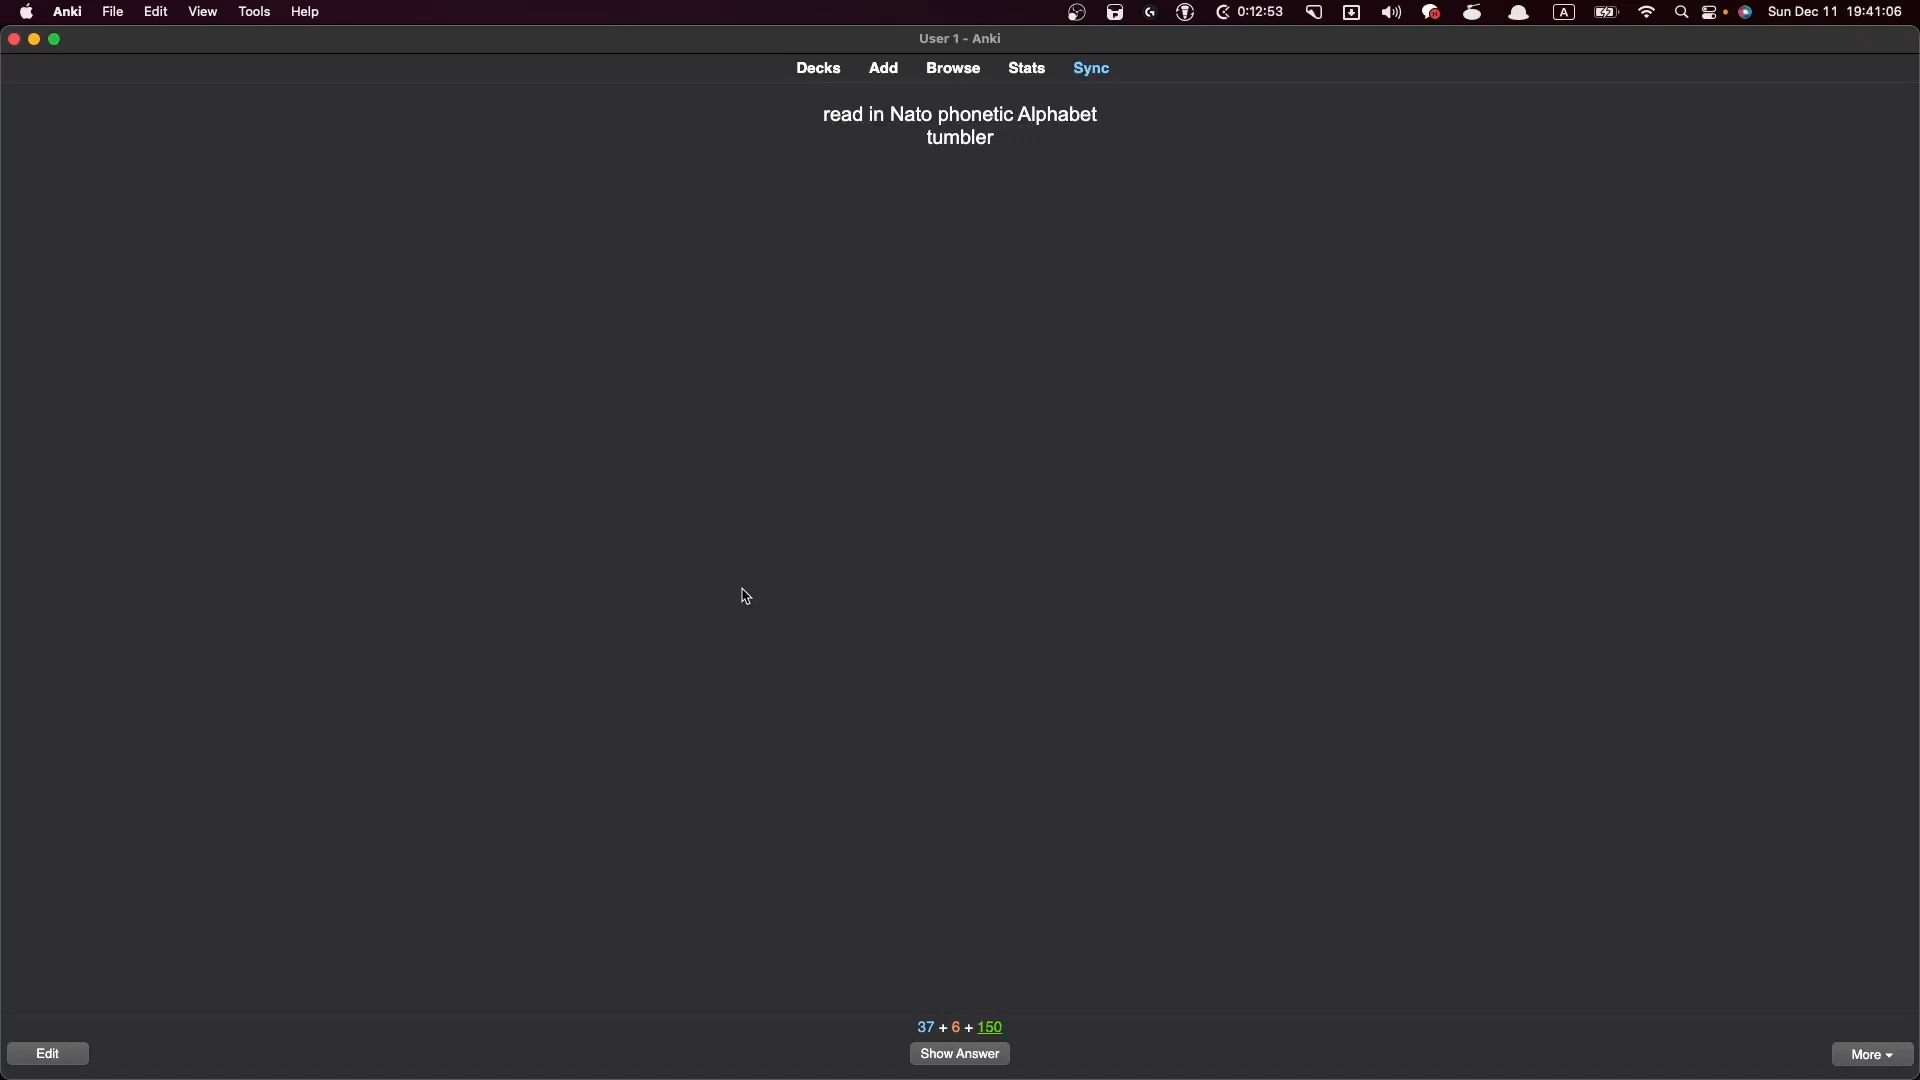 Anki File Edit View Tools Help 0:12:53 A Sun Dec 11 19:41:06
User 1 - Anki
Decks Add Browse Stats Sync
read in Nato phonetic Alphabet
tumbler
37 + 6 + 150
Edit Show Answer More